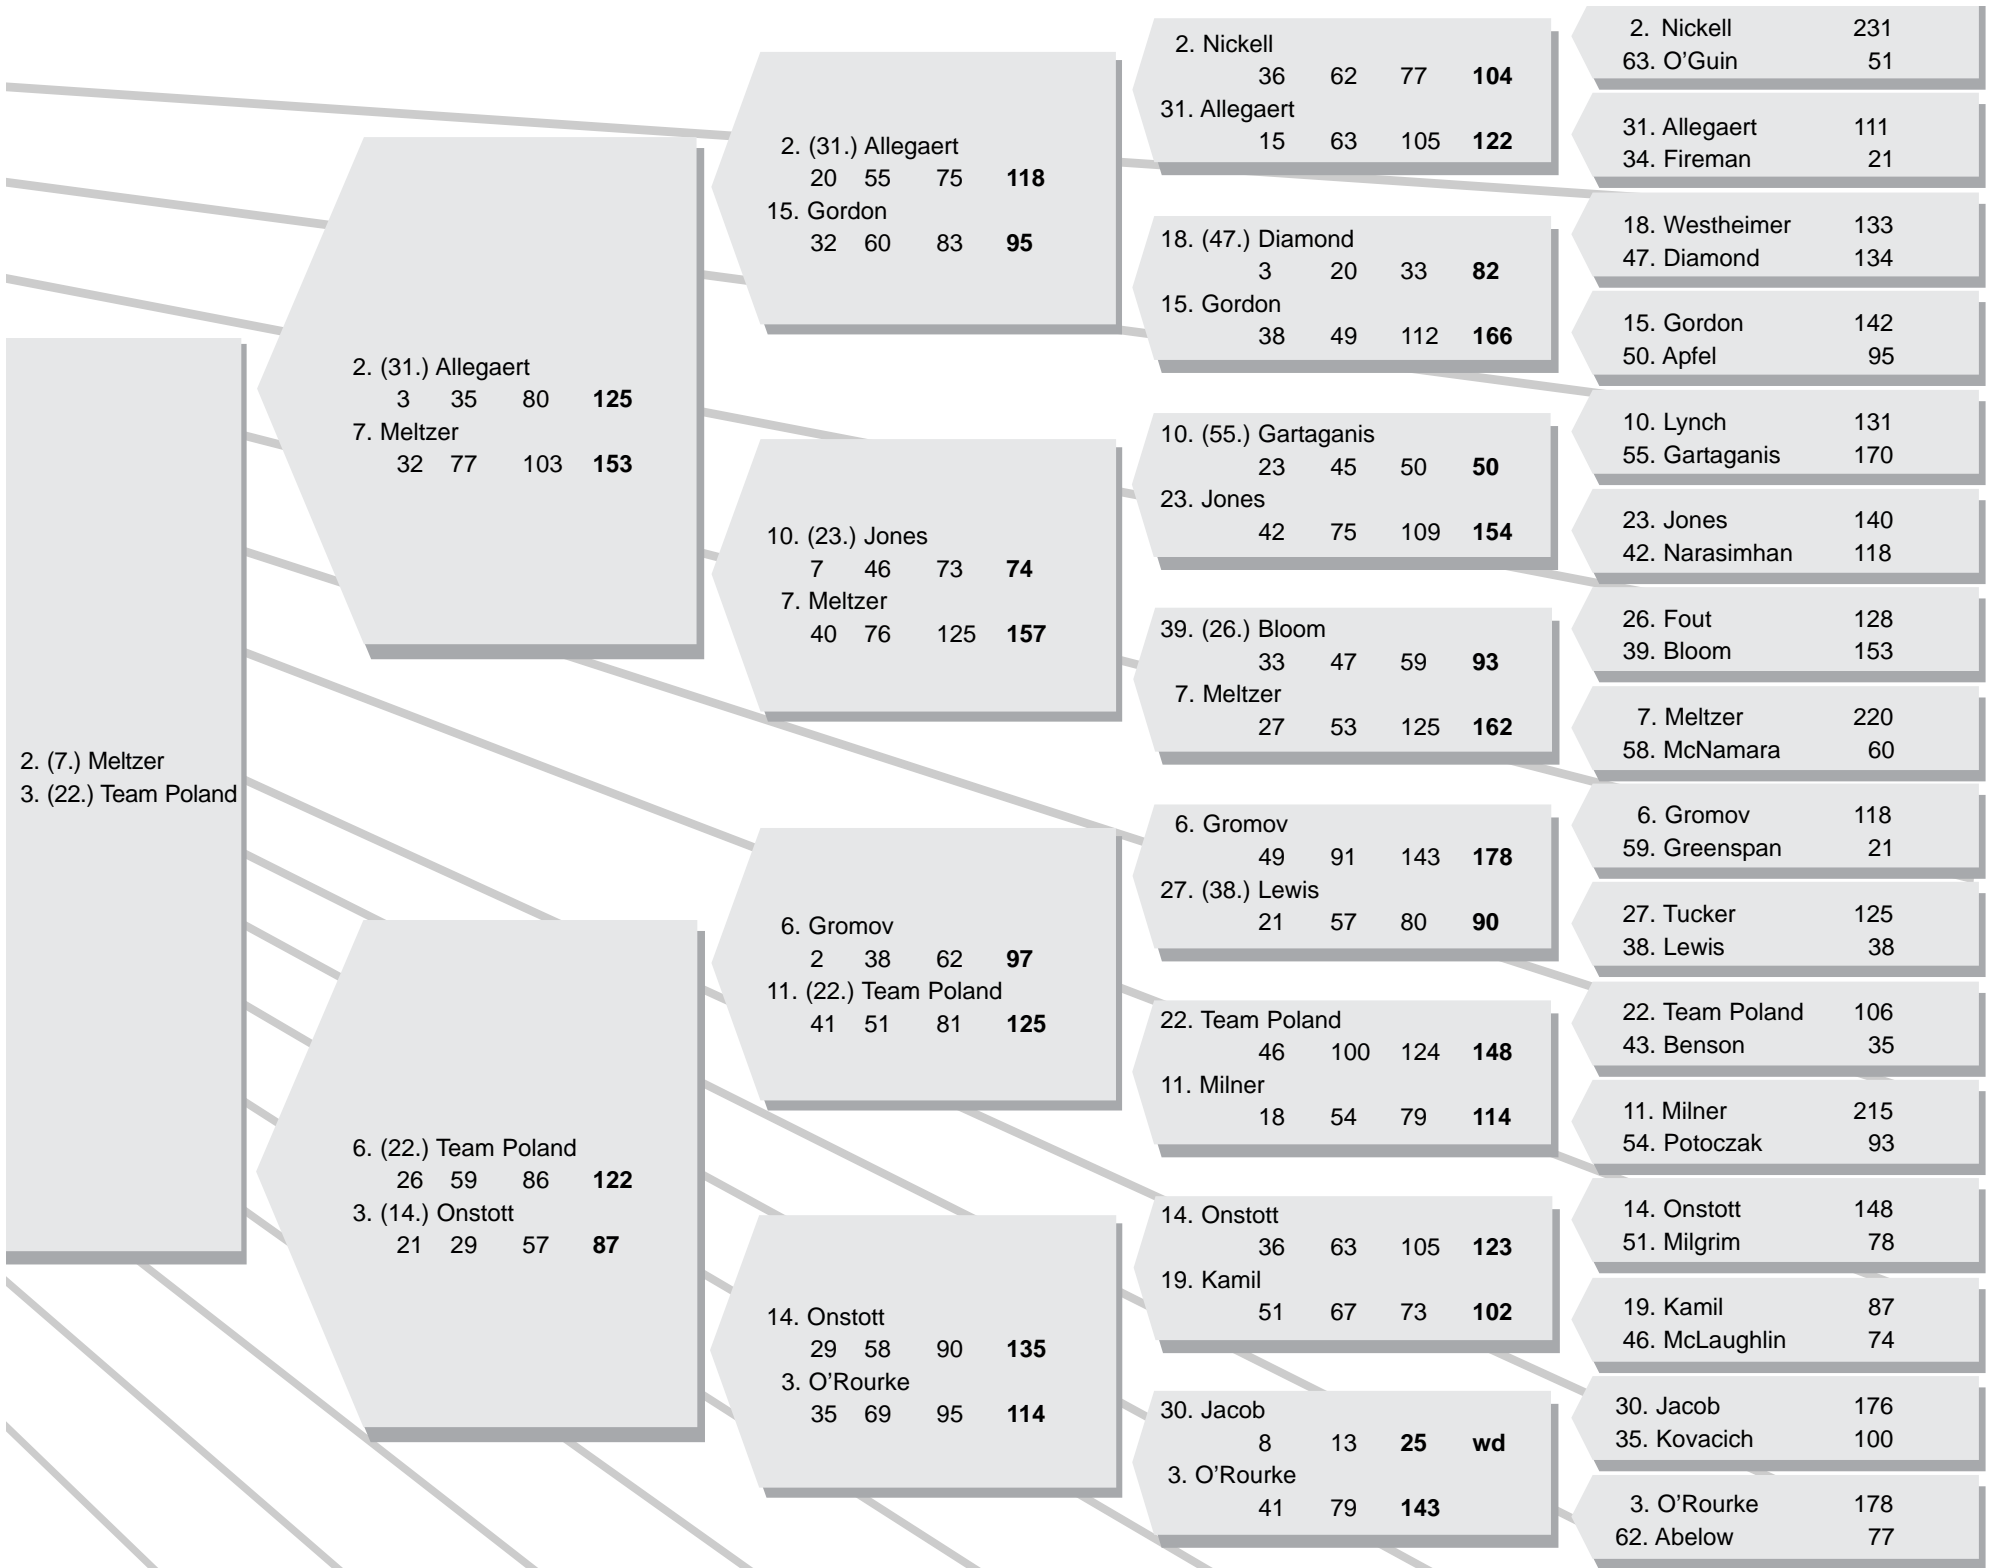 2. (7.) Meltzer
3. (22.) Team Poland
2. (31.) Allegaert
3 35 80 125
7. Meltzer
32 77 103 153
6. (22.) Team Poland
26 59 86 122
3. (14.) Onstott
21 29 57 87
2. (31.) Allegaert
20 55 75 118
15. Gordon
32 60 83 95
10. (23.) Jones
7 46 73 74
7. Meltzer
40 76 125 157
6. Gromov
2 38 62 97
11. (22.) Team Poland
41 51 81 125
14. Onstott
29 58 90 135
3. O’Rourke
35 69 95 114
2. Nickell
36 62 77 104
31. Allegaert
15 63 105 122
18. (47.) Diamond
3 20 33 82
15. Gordon
38 49 112 166
10. (55.) Gartaganis
23 45 50 50
23. Jones
42 75 109 154
39. (26.) Bloom
33 47 59 93
7. Meltzer
27 53 125 162
6. Gromov
49 91 143 178
27. (38.) Lewis
21 57 80 90
22. Team Poland
46 100 124 148
11. Milner
18 54 79 114
14. Onstott
36 63 105 123
19. Kamil
51 67 73 102
30. Jacob
8 13 25 wd
3. O’Rourke
41 79 143
2. Nickell 231
63. O’Guin 51
31. Allegaert 111
34. Fireman 21
18. Westheimer 133
47. Diamond 134
15. Gordon 142
50. Apfel 95
10. Lynch 131
55. Gartaganis 170
23. Jones 140
42. Narasimhan 118
26. Fout 128
39. Bloom 153
7. Meltzer 220
58. McNamara 60
6. Gromov 118
59. Greenspan 21
27. Tucker 125
38. Lewis 38
22. Team Poland 106
43. Benson 35
11. Milner 215
54. Potoczak 93
14. Onstott 148
51. Milgrim 78
19. Kamil 87
46. McLaughlin 74
30. Jacob 176
35. Kovacich 100
3. O’Rourke 178
62. Abelow 77